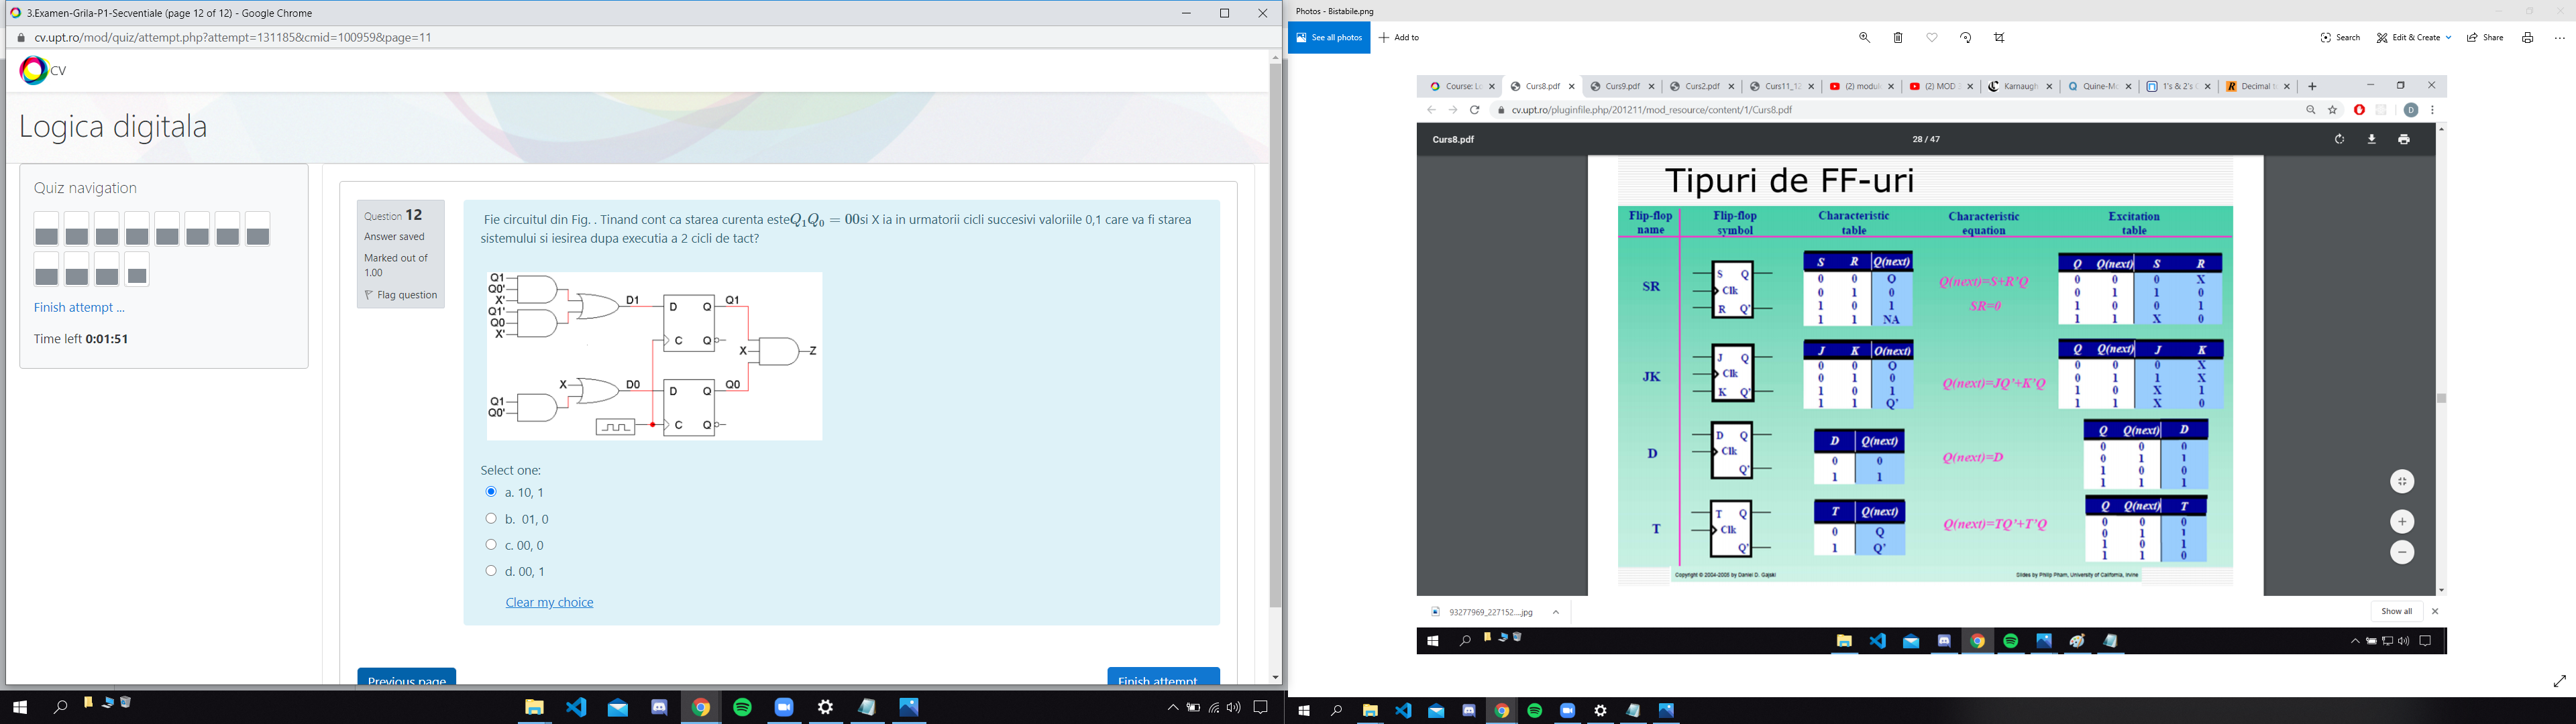 3.Examen-Grila-P1-Secventiale (page 12 of 12) - Google Chrome
cv.upt.ro/mod/quiz/attempt.php?attempt=131185&cmid=100959&page=11
CV
Logica digitala
Quiz navigation
Finish attempt ...
Time left 0:01:51
Question 12
Answer saved
Marked out of
1.00
Flag question
Fie circuitul din Fig. . Tinand cont ca starea curenta esteQ1Q0 = 00si X ia in urmatorii cicli succesivi valoriile 0,1 care va fi starea
sistemului si iesirea dupa executia a 2 cicli de tact?
Q1
Q0'
X'
Q1'
Q0
X'
D1
D Q Q1
C Q
X Z
X D0
D Q Q0
Q1
Q0'
C Q
Select one:
a. 10, 1
b. 01, 0
c. 00, 0
d. 00, 1
Clear my choice
Previous page
Finish attempt
Photos - Bistabile.png
See all photos
Add to
Search
Edit & Create
Share
Course: Lo
Curs8.pdf
Curs9.pdf
Curs2.pdf
Curs11_12
(2) modul
(2) MOD
Karnaugh
Quine-Mc
1's & 2's
Decimal t
cv.upt.ro/pluginfile.php/201211/mod_resource/content/1/Curs8.pdf
D
Curs8.pdf
28 / 47
Tipuri de FF-uri
Flip-flop name
Flip-flop symbol
Characteristic table
Characteristic equation
Excitation table
SR
S Q
Clk
R Q'
S R Q(next)
0 0 Q
0 1 0
1 0 1
1 1 NA
Q(next)=S+R'Q
SR=0
Q Q(next) S R
0 0 0 X
0 1 1 0
1 0 0 1
1 1 X 0
JK
J Q
Clk
K Q'
J K Q(next)
0 0 Q
0 1 0
1 0 1
1 1 Q'
Q(next)=JQ'+K'Q
Q Q(next) J K
0 0 0 X
0 1 1 X
1 0 X 1
1 1 X 0
D
D Q
Clk
Q'
D Q(next)
0 0
1 1
Q(next)=D
Q Q(next) D
0 0 0
0 1 1
1 0 0
1 1 1
T
T Q
Clk
Q'
T Q(next)
0 Q
1 Q'
Q(next)=TQ'+T'Q
Q Q(next) T
0 0 0
0 1 1
1 0 1
1 1 0
Copyright © 2004-2005 by Daniel D. Gajski
Slides by Philip Pham, University of California, Irvine
93277969_227152....jpg
Show all